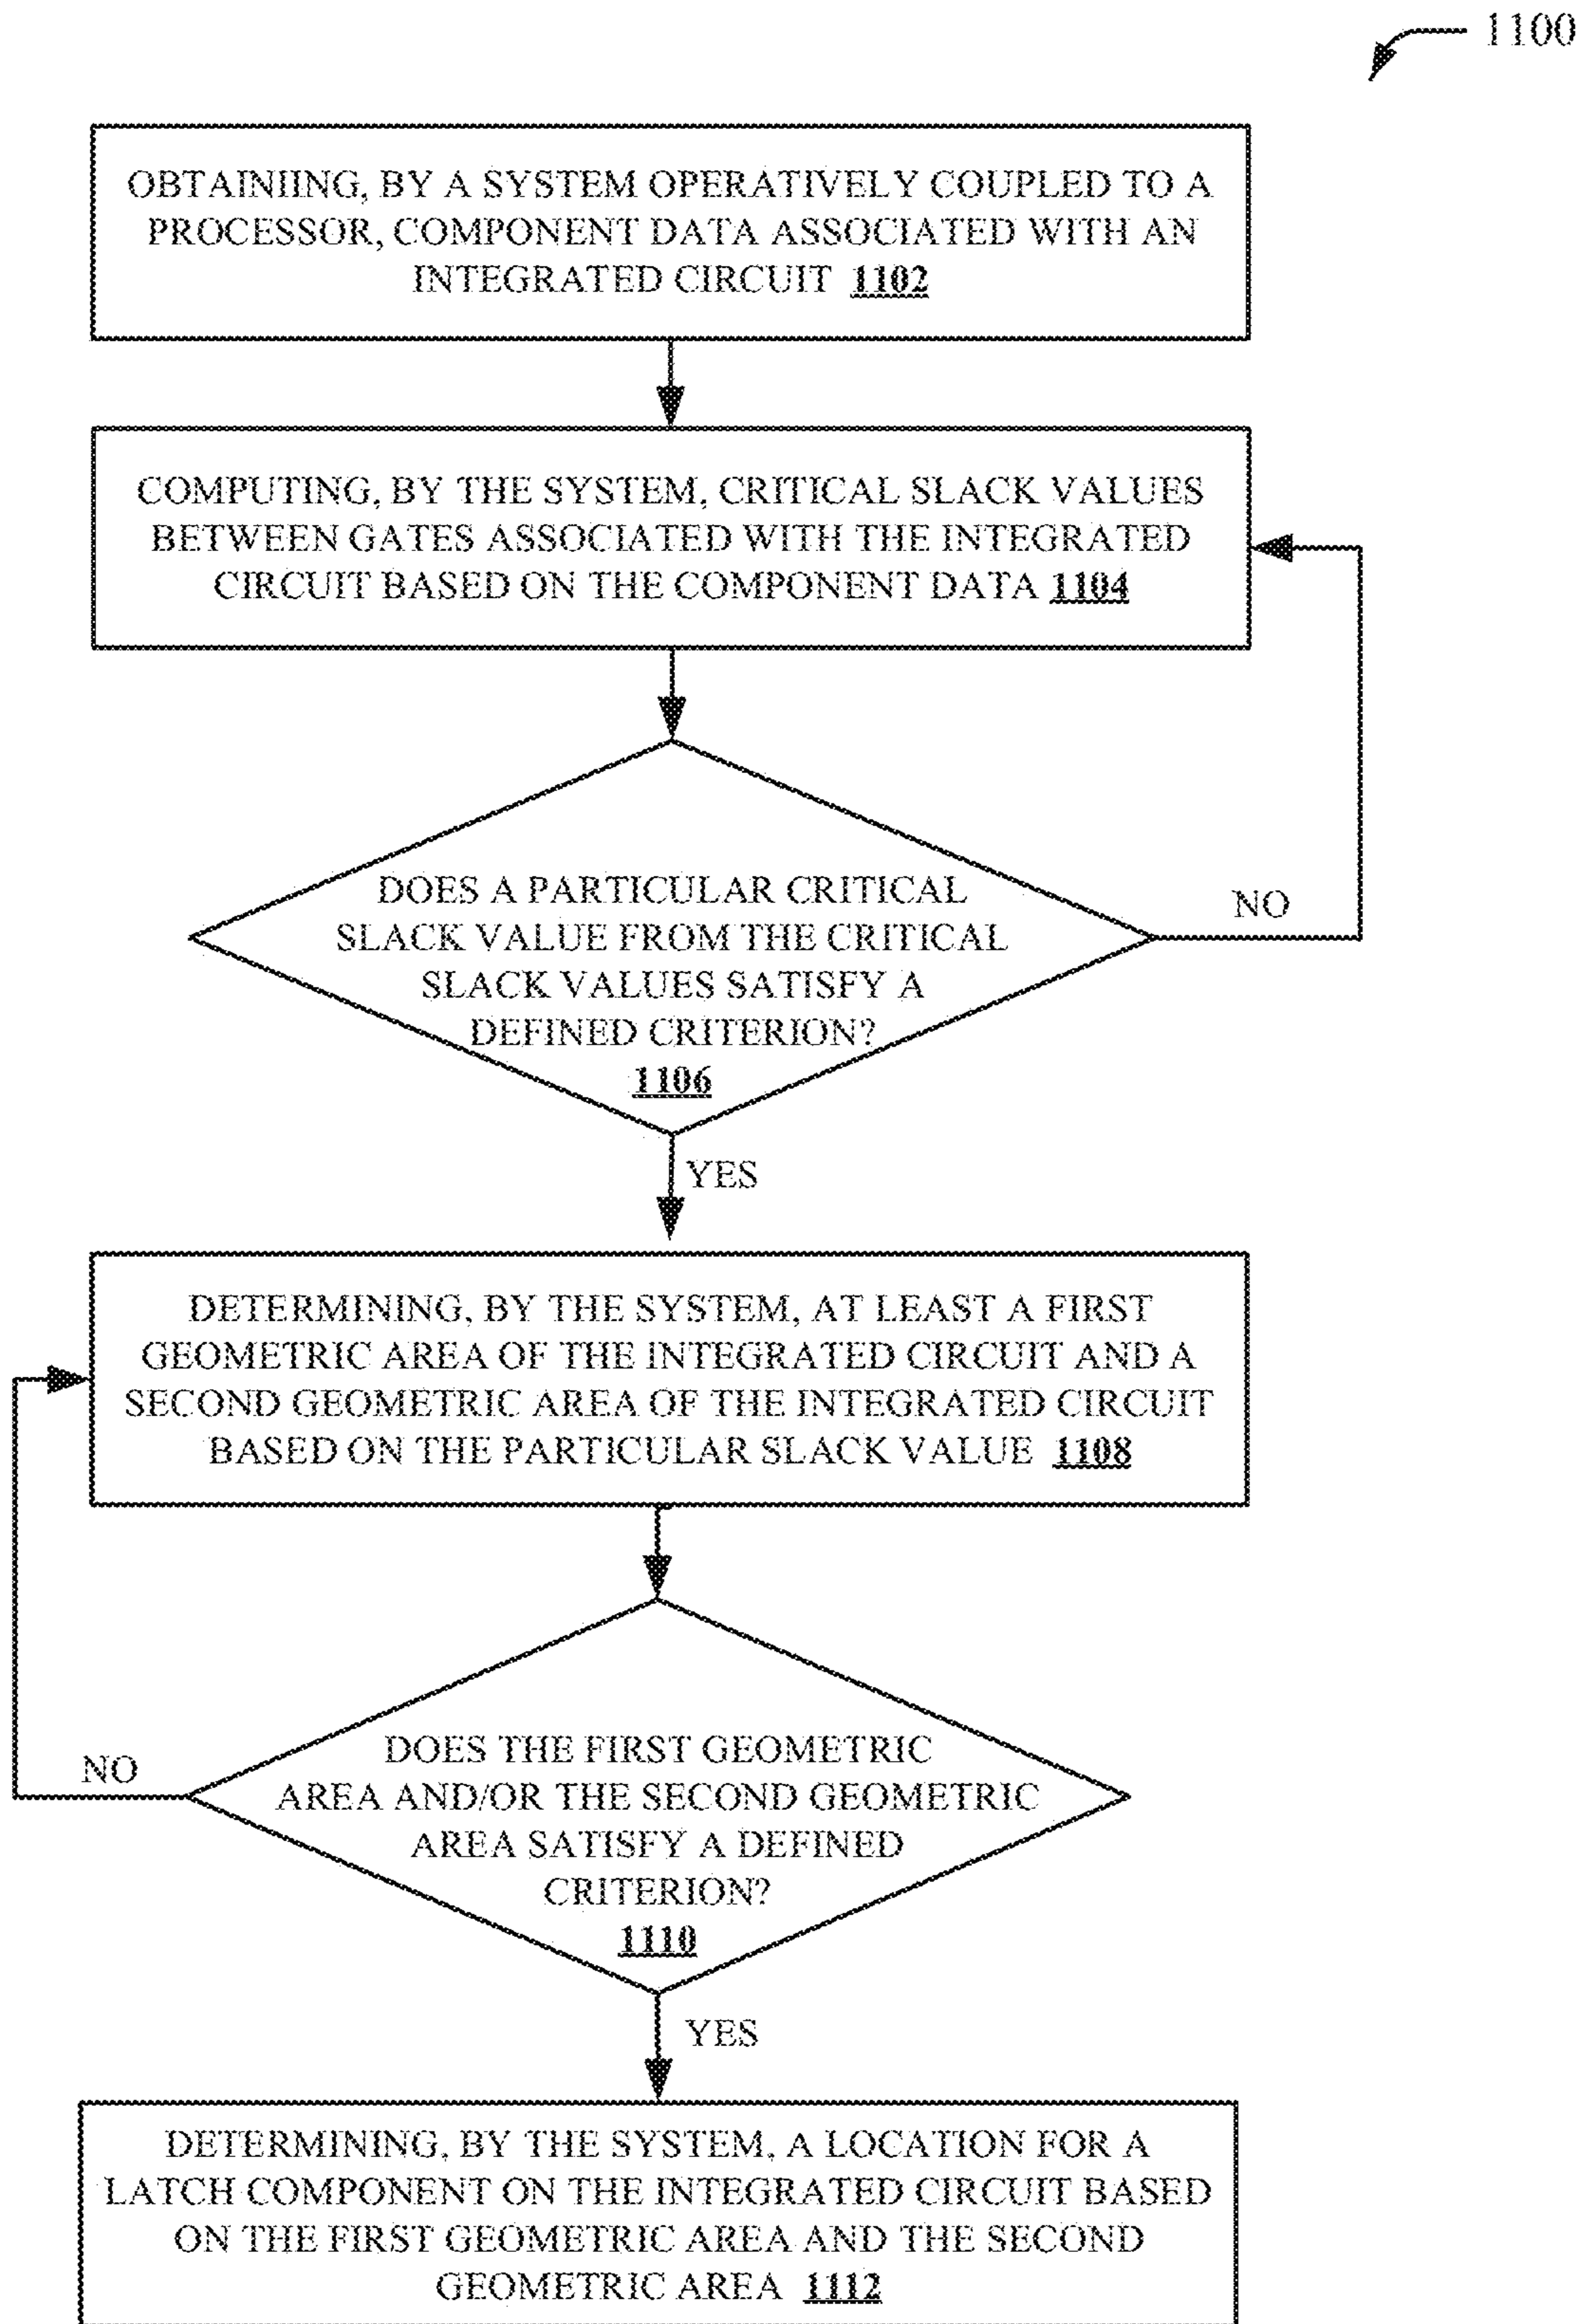 1100
OBTAINIING, BY A SYSTEM OPERATIVELY COUPLED TO A
PROCESSOR, COMPONENT DATA ASSOCIATED WITH AN
INTEGRATED CIRCUIT 1102
COMPUTING, BY THE SYSTEM, CRITICAL SLACK VALUES
BETWEEN GATES ASSOCIATED WITH THE INTEGRATED
CIRCUIT BASED ON THE COMPONENT DATA 1104
DOES A PARTICULAR CRITICAL
SLACK VALUE FROM THE CRITICAL
SLACK VALUES SATISFY A
DEFINED CRITERION?
1106
NO
YES
DETERMINING, BY THE SYSTEM, AT LEAST A FIRST
GEOMETRIC AREA OF THE INTEGRATED CIRCUIT AND A
SECOND GEOMETRIC AREA OF THE INTEGRATED CIRCUIT
BASED ON THE PARTICULAR SLACK VALUE 1108
NO
DOES THE FIRST GEOMETRIC
AREA AND/OR THE SECOND GEOMETRIC
AREA SATISFY A DEFINED
CRITERION?
1110
YES
DETERMINING, BY THE SYSTEM, A LOCATION FOR A
LATCH COMPONENT ON THE INTEGRATED CIRCUIT BASED
ON THE FIRST GEOMETRIC AREA AND THE SECOND
GEOMETRIC AREA 1112